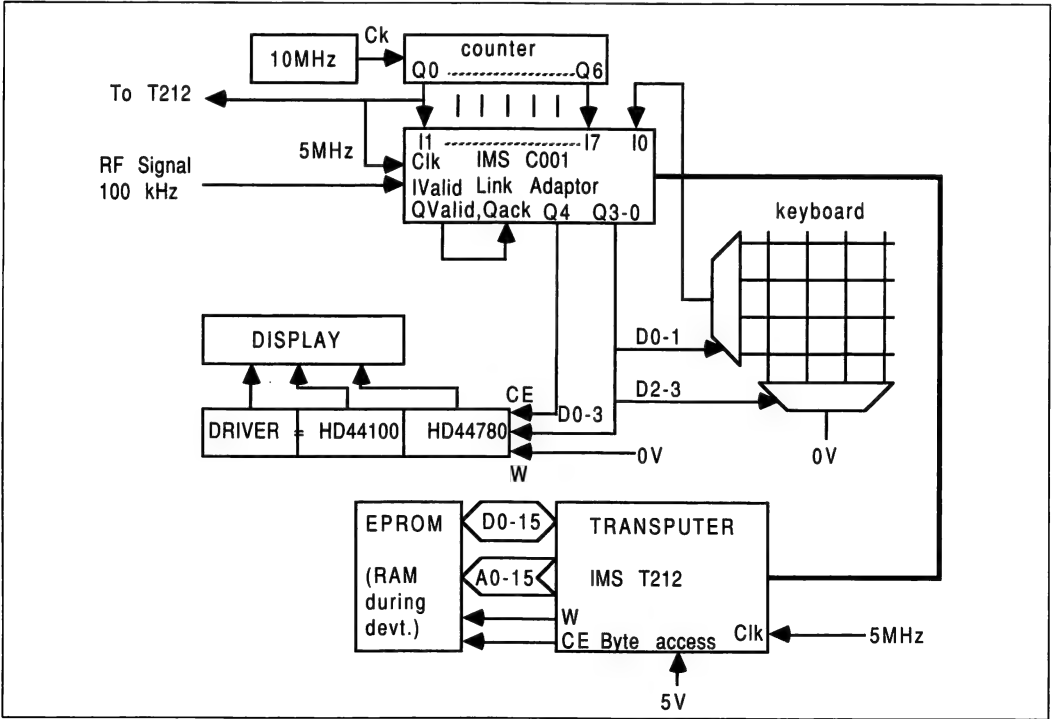 Ck
10MHz
counter
Q0 Q6
To T212
I1 I7 I0
5MHz
Clk IMS C001
RF Signal
100 kHz
IValid Link Adaptor
QValid,Qack Q4 Q3-0
keyboard
DISPLAY
D0-1
D2-3
CE
D0-3
DRIVER = HD44100 HD44780
0V
0V
W
EPROM
D0-15
TRANSPUTER
(RAM
during
devt.)
A0-15
IMS T212
W
CE Byte access
Clk
5MHz
5V